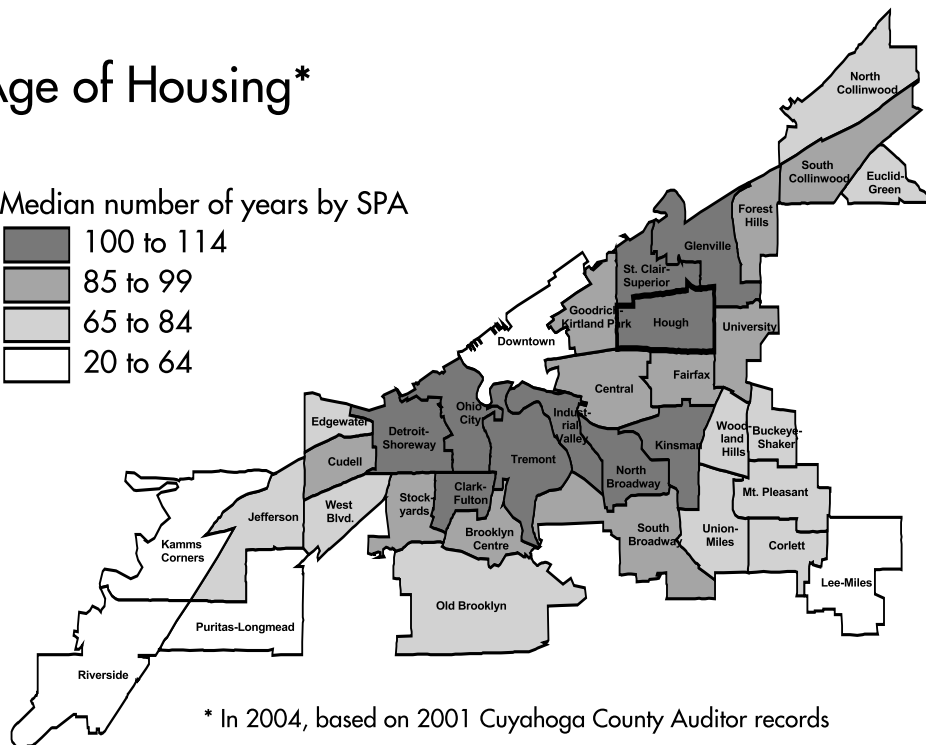 Age of Housing*
Median number of years by SPA
100 to 114
85 to 99
65 to 84
20 to 64
North
Collinwood
South
Collinwood
Euclid-
Green
Forest
Hills
Glenville
St. Clair-
Superior
Goodrich-
Kirtland Park
Hough
University
Downtown
Central
Fairfax
Edgewater
Detroit-
Shoreway
Ohio
City
Indust-
rial
Valley
Tremont
Kinsman
Wood-
land
Hills
Buckeye-
Shaker
Cudell
North
Broadway
Clark-
Fulton
Stock-
yards
West
Blvd.
Jefferson
Mt. Pleasant
Brooklyn
Centre
South
Broadway
Union-
Miles
Corlett
Kamms
Corners
Lee-Miles
Old Brooklyn
Puritas-Longmead
Riverside
* In 2004, based on 2001 Cuyahoga County Auditor records